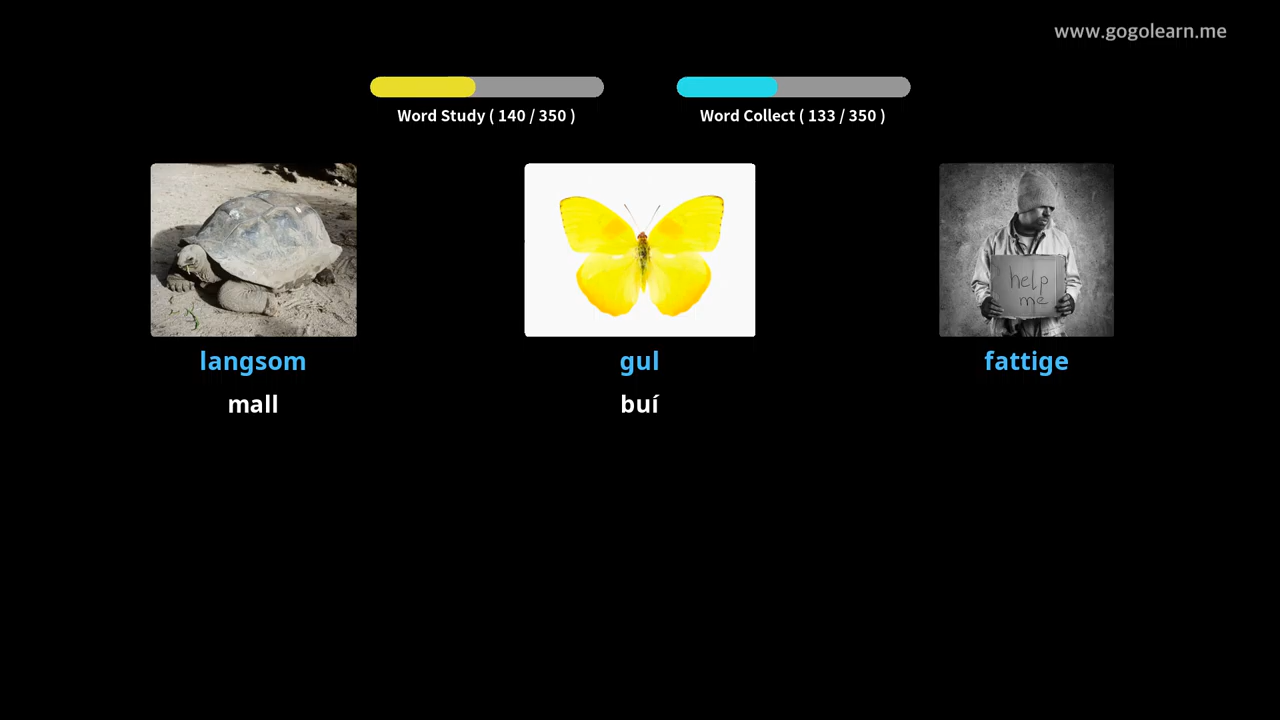 www.gogolearn.me
Word Study ( 140 / 350 )
Word Collect ( 133 / 350 )
help
me
langsom
gul
fattige
mall
buí